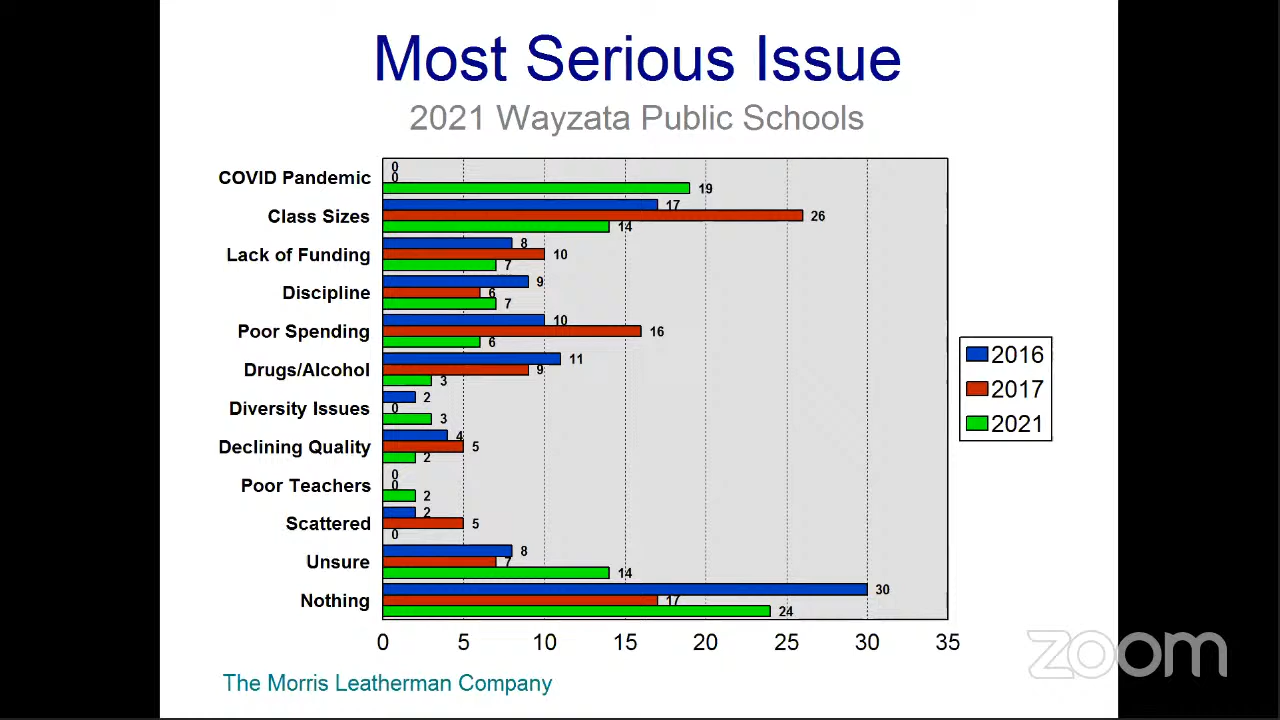 Most Serious Issue
2021 Wayzata Public Schools
COVID Pandemic 0 0 19
Class Sizes 17 26 14
Lack of Funding 8 10 7
Discipline 9 6 7
Poor Spending 10 16 6
Drugs/Alcohol 11 9 3
Diversity Issues 2 0 3
Declining Quality 4 5 2
Poor Teachers 0 0 2
Scattered 2 5 0
Unsure 8 7 14
Nothing 30 17 24
0 5 10 15 20 25 30 35
2016
2017
2021
The Morris Leatherman Company
zoom